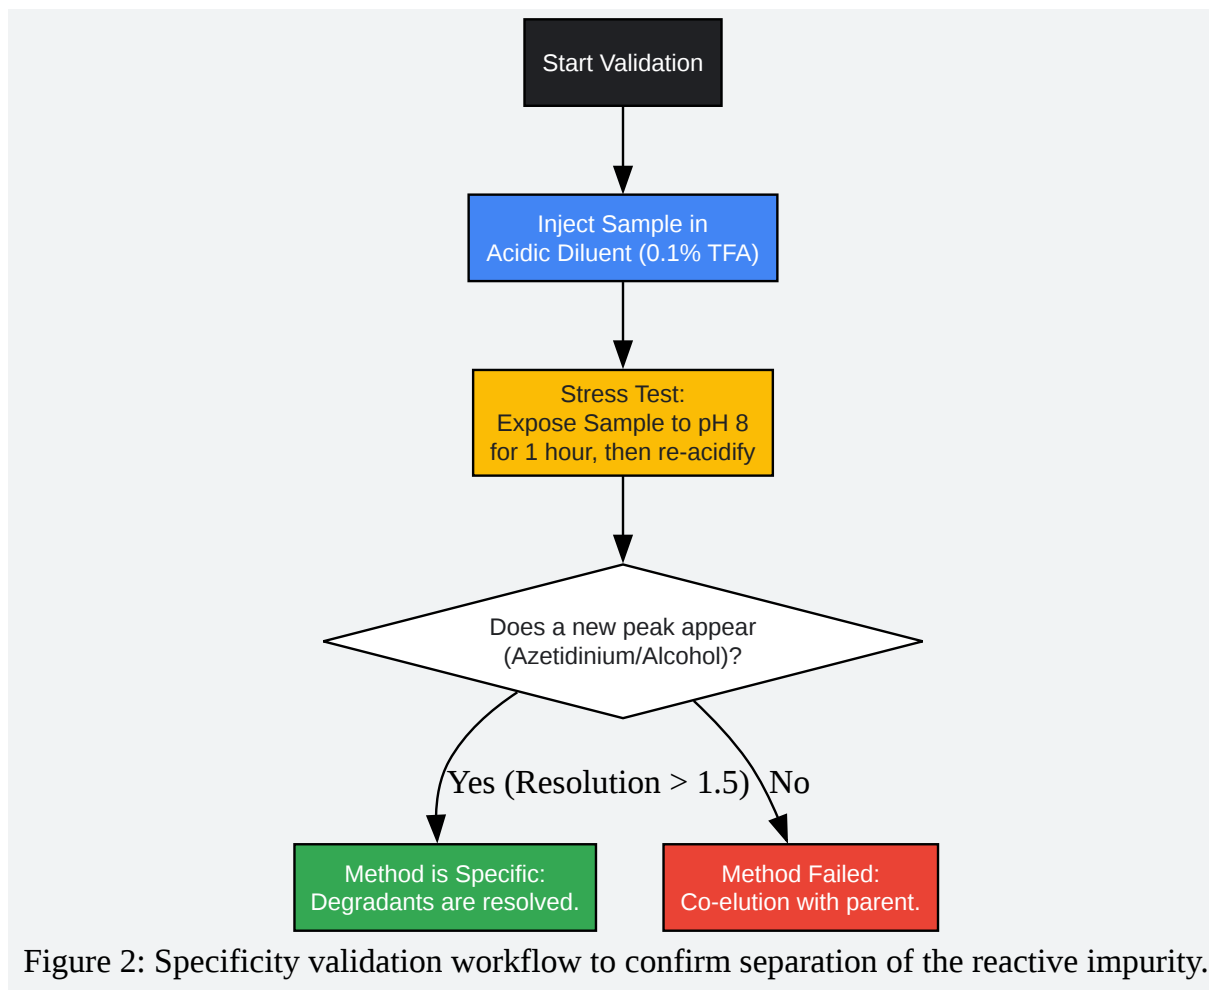 Start Validation
Inject Sample in
Acidic Diluent (0.1% TFA)
Stress Test:
Expose Sample to pH 8
for 1 hour, then re-acidify
Does a new peak appear
(Azetidinium/Alcohol)?
Yes (Resolution > 1.5)
No
Method is Specific:
Degradants are resolved.
Method Failed:
Co-elution with parent.
Figure 2: Specificity validation workflow to confirm separation of the reactive impurity.